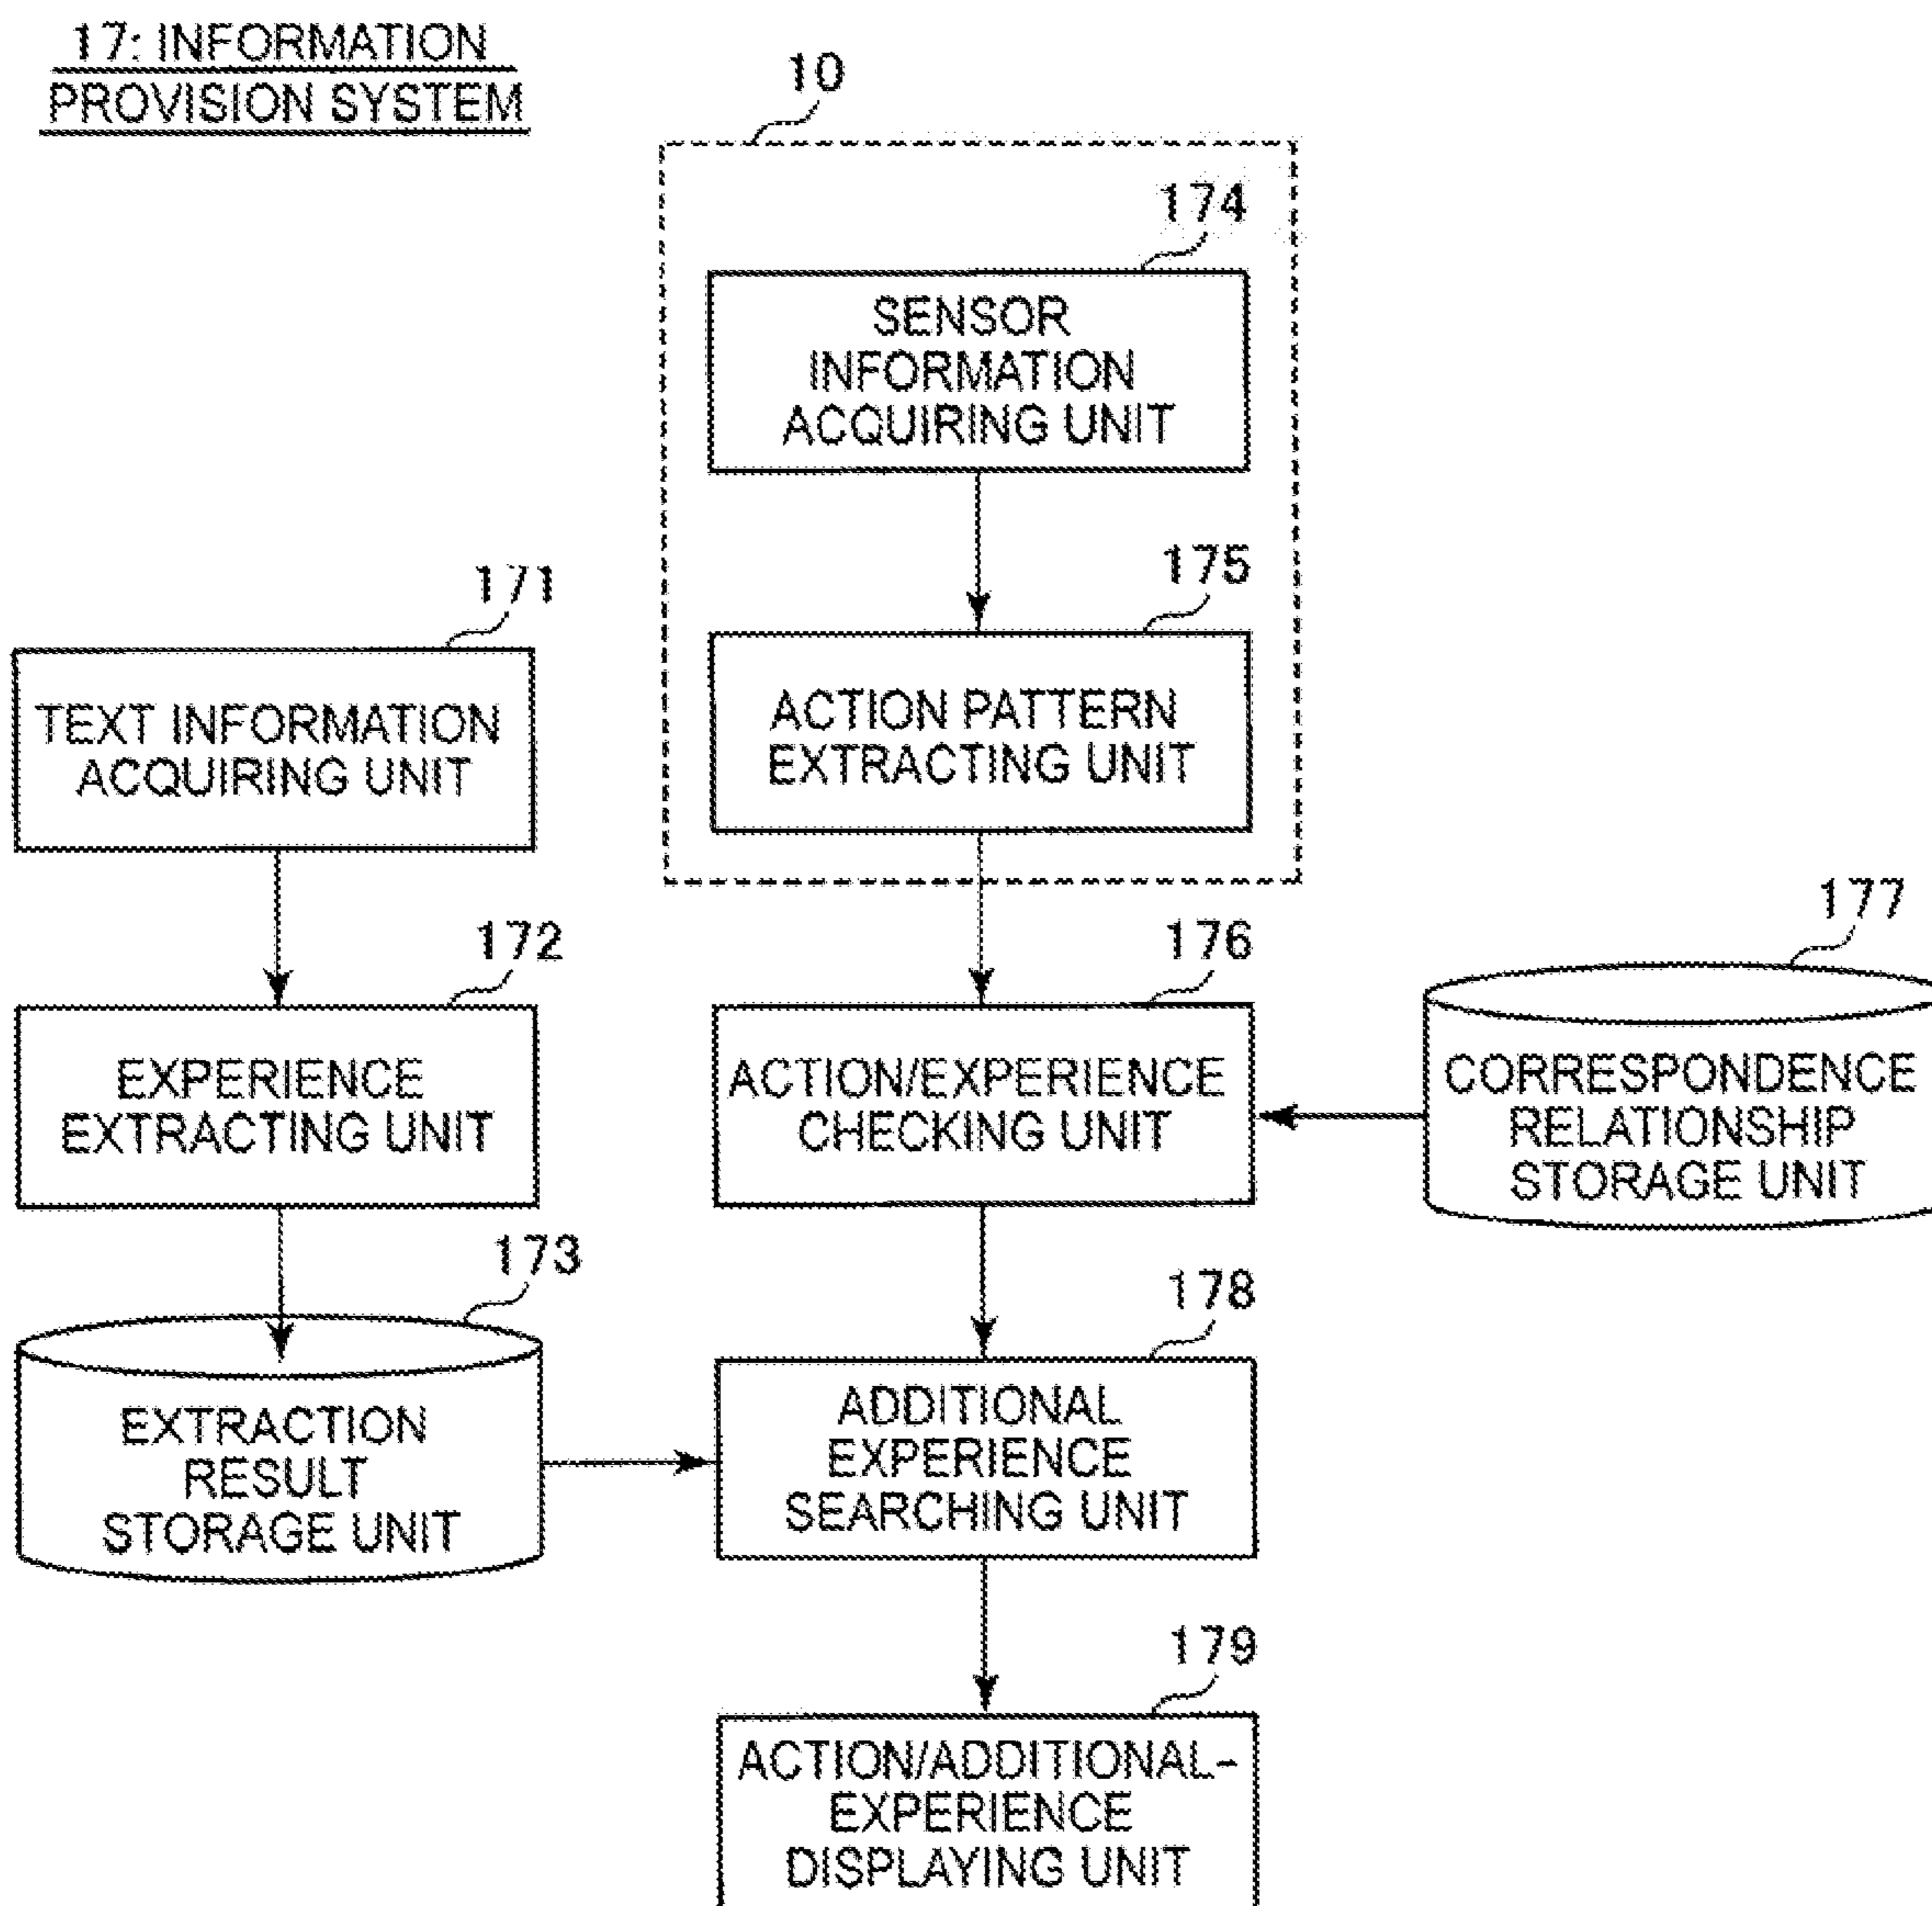 17: INFORMATION
PROVISION SYSTEM
10
174
SENSOR
INFORMATION
ACQUIRING UNIT
175
ACTION PATTERN
EXTRACTING UNIT
171
TEXT INFORMATION
ACQUIRING UNIT
172
EXPERIENCE
EXTRACTING UNIT
176
ACTION/EXPERIENCE
CHECKING UNIT
177
CORRESPONDENCE
RELATIONSHIP
STORAGE UNIT
173
EXTRACTION
RESULT
STORAGE UNIT
178
ADDITIONAL
EXPERIENCE
SEARCHING UNIT
179
ACTION/ADDITIONAL-
EXPERIENCE
DISPLAYING UNIT